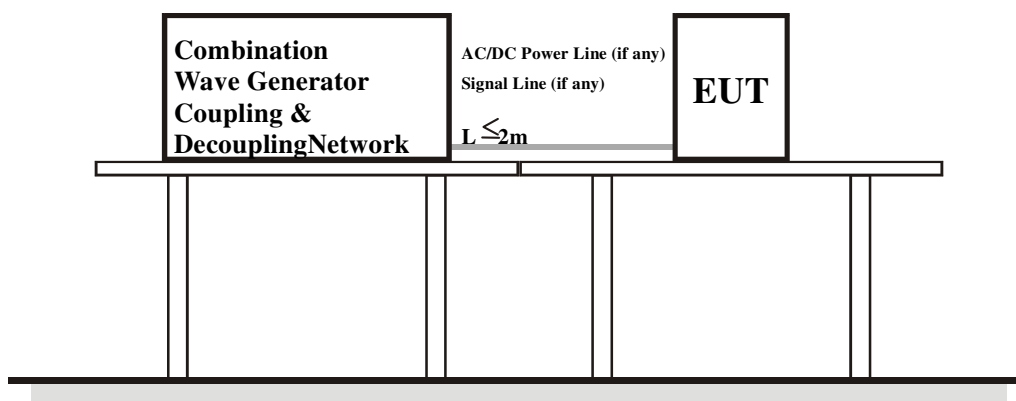 Combination
Wave Generator
Coupling &
DecouplingNetwork
AC/DC Power Line (if any)
Signal Line (if any)
L ≤2m
EUT